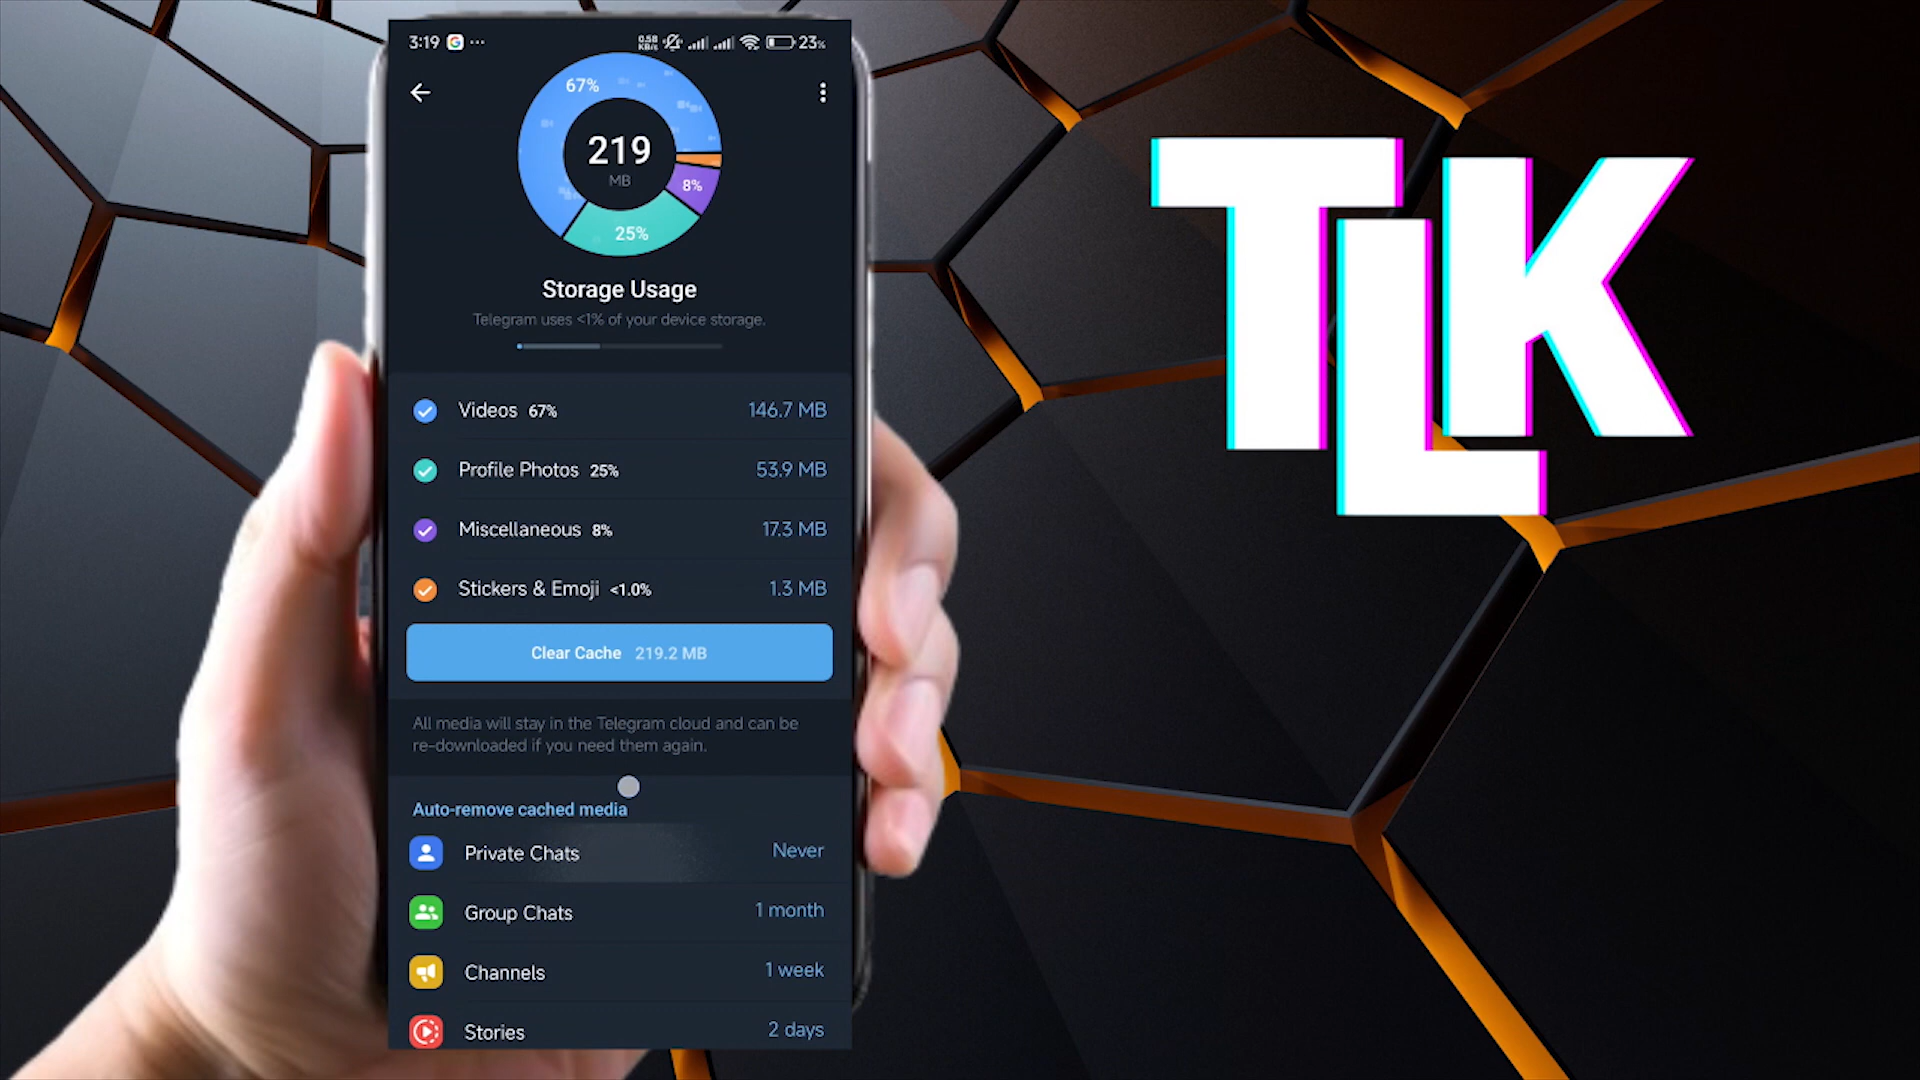 3:19 G ... 0.58 KB/s 23%
67%
219
MB
8%
25%
Storage Usage
Telegram uses <1% of your device storage.
Videos 67% 146.7 MB
Profile Photos 25% 53.9 MB
Miscellaneous 8% 17.3 MB
Stickers & Emoji <1.0% 1.3 MB
Clear Cache 219.2 MB
All media will stay in the Telegram cloud and can be
re-downloaded if you need them again.
Auto-remove cached media
Private Chats Never
Group Chats 1 month
Channels 1 week
Stories 2 days
TLK